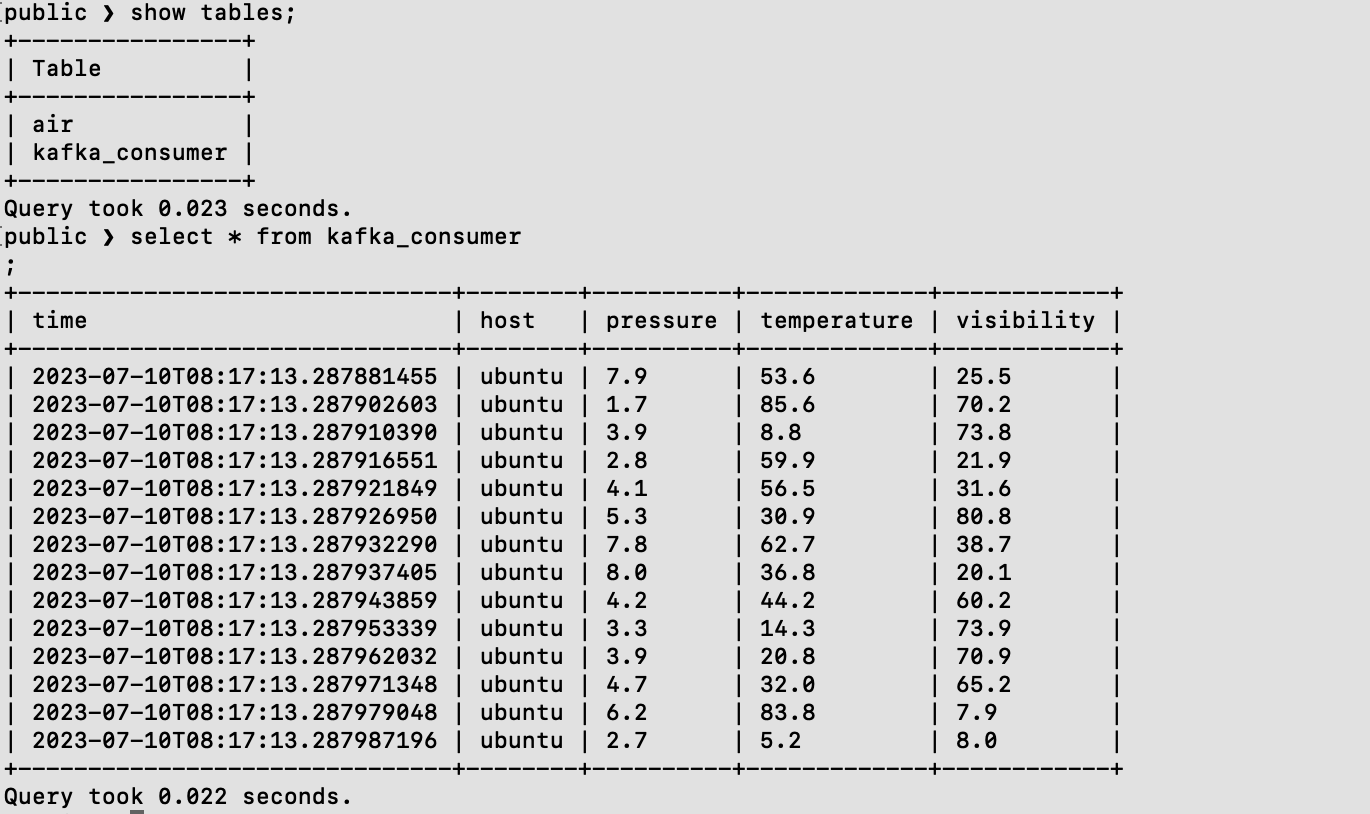 public ❯ show tables;
+----------------+
| Table          |
+----------------+
| air            |
| kafka_consumer |
+----------------+
Query took 0.023 seconds.
public ❯ select * from kafka_consumer
;
+-------------------------------+--------+----------+-------------+------------+
| time                          | host   | pressure | temperature | visibility |
+-------------------------------+--------+----------+-------------+------------+
| 2023-07-10T08:17:13.287881455 | ubuntu | 7.9      | 53.6        | 25.5       |
| 2023-07-10T08:17:13.287902603 | ubuntu | 1.7      | 85.6        | 70.2       |
| 2023-07-10T08:17:13.287910390 | ubuntu | 3.9      | 8.8         | 73.8       |
| 2023-07-10T08:17:13.287916551 | ubuntu | 2.8      | 59.9        | 21.9       |
| 2023-07-10T08:17:13.287921849 | ubuntu | 4.1      | 56.5        | 31.6       |
| 2023-07-10T08:17:13.287926950 | ubuntu | 5.3      | 30.9        | 80.8       |
| 2023-07-10T08:17:13.287932290 | ubuntu | 7.8      | 62.7        | 38.7       |
| 2023-07-10T08:17:13.287937405 | ubuntu | 8.0      | 36.8        | 20.1       |
| 2023-07-10T08:17:13.287943859 | ubuntu | 4.2      | 44.2        | 60.2       |
| 2023-07-10T08:17:13.287953339 | ubuntu | 3.3      | 14.3        | 73.9       |
| 2023-07-10T08:17:13.287962032 | ubuntu | 3.9      | 20.8        | 70.9       |
| 2023-07-10T08:17:13.287971348 | ubuntu | 4.7      | 32.0        | 65.2       |
| 2023-07-10T08:17:13.287979048 | ubuntu | 6.2      | 83.8        | 7.9        |
| 2023-07-10T08:17:13.287987196 | ubuntu | 2.7      | 5.2         | 8.0        |
+-------------------------------+--------+----------+-------------+------------+
Query took 0.022 seconds.